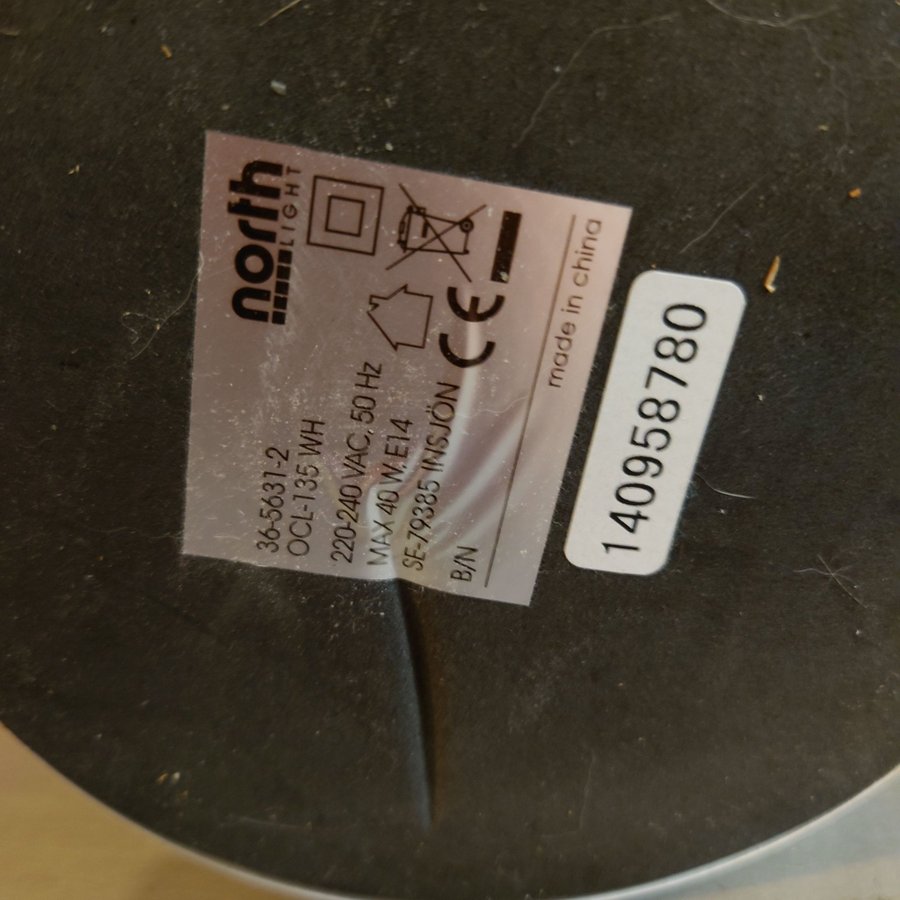 north
LIGHT
36-5631-2
OCL-135 WH
220-240 VAC, 50 Hz
MAX 40 W. E14
SE-79385 INSJÖN
B/N
CE
made in china
140958780